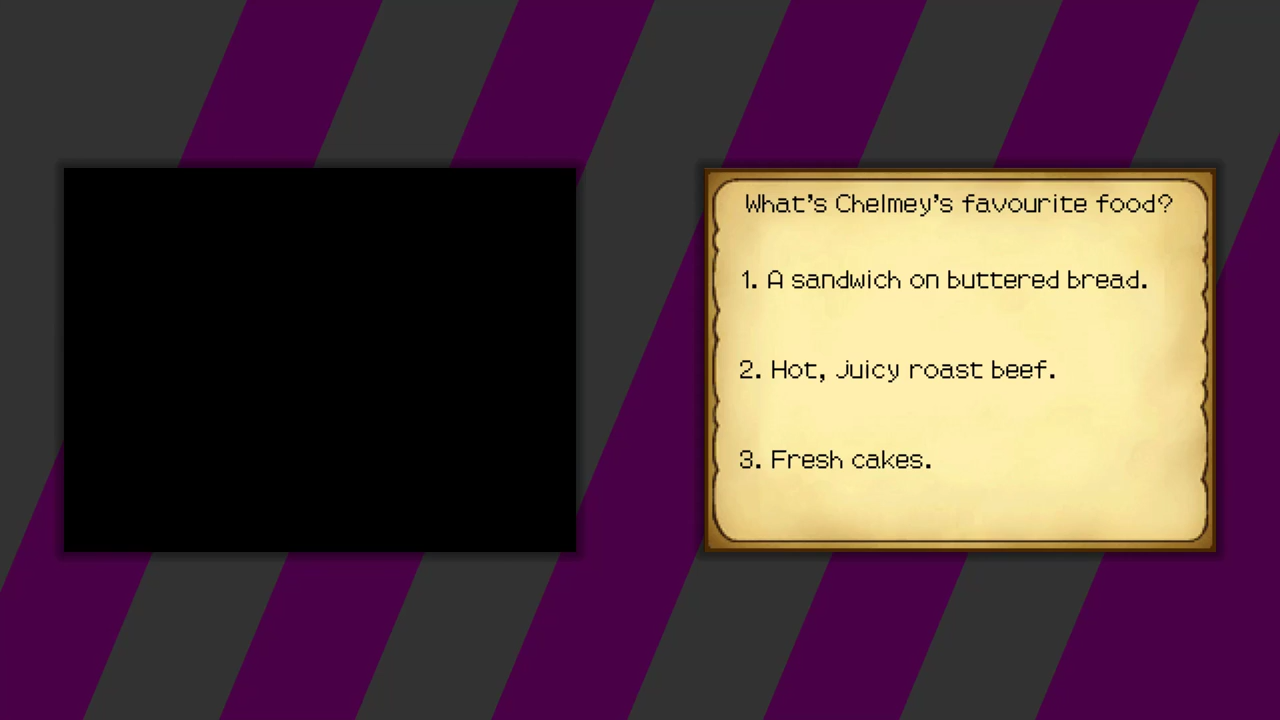 What's Chelmey's favourite food?
1. A sandwich on buttered bread.
2. Hot, juicy roast beef.
3. Fresh cakes.